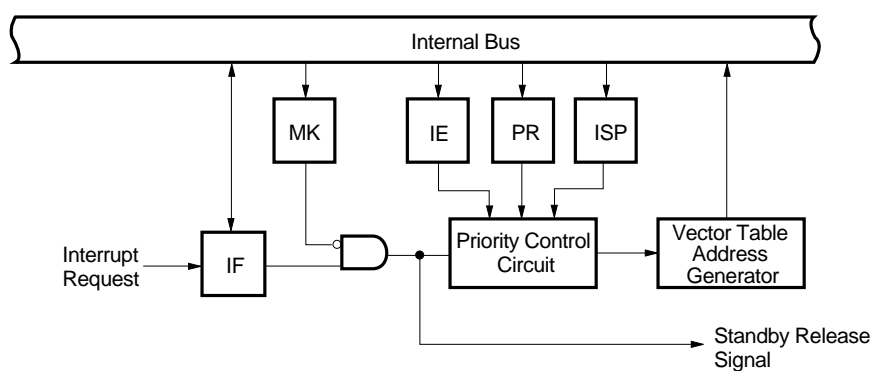 Internal Bus
MK
IE
PR
ISP
Interrupt
Request
IF
Priority Control
Circuit
Vector Table
Address
Generator
Standby Release
Signal